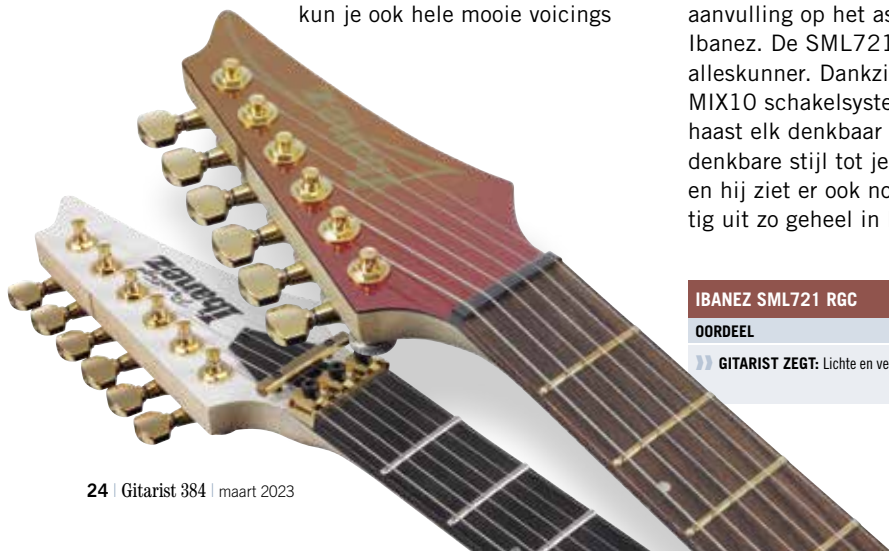 kun je ook hele mooie voicings
aanvulling op het as
Ibanez. De SML721
alleskunner. Dankzi
MIX10 schakelsyste
haast elk denkbaar
denkbare stijl tot je
en hij ziet er ook no
tig uit zo geheel in
IBANEZ SML721 RGC
OORDEEL
GITARIST ZEGT: Lichte en ve
Ibanez
24 | Gitarist 384 | maart 2023